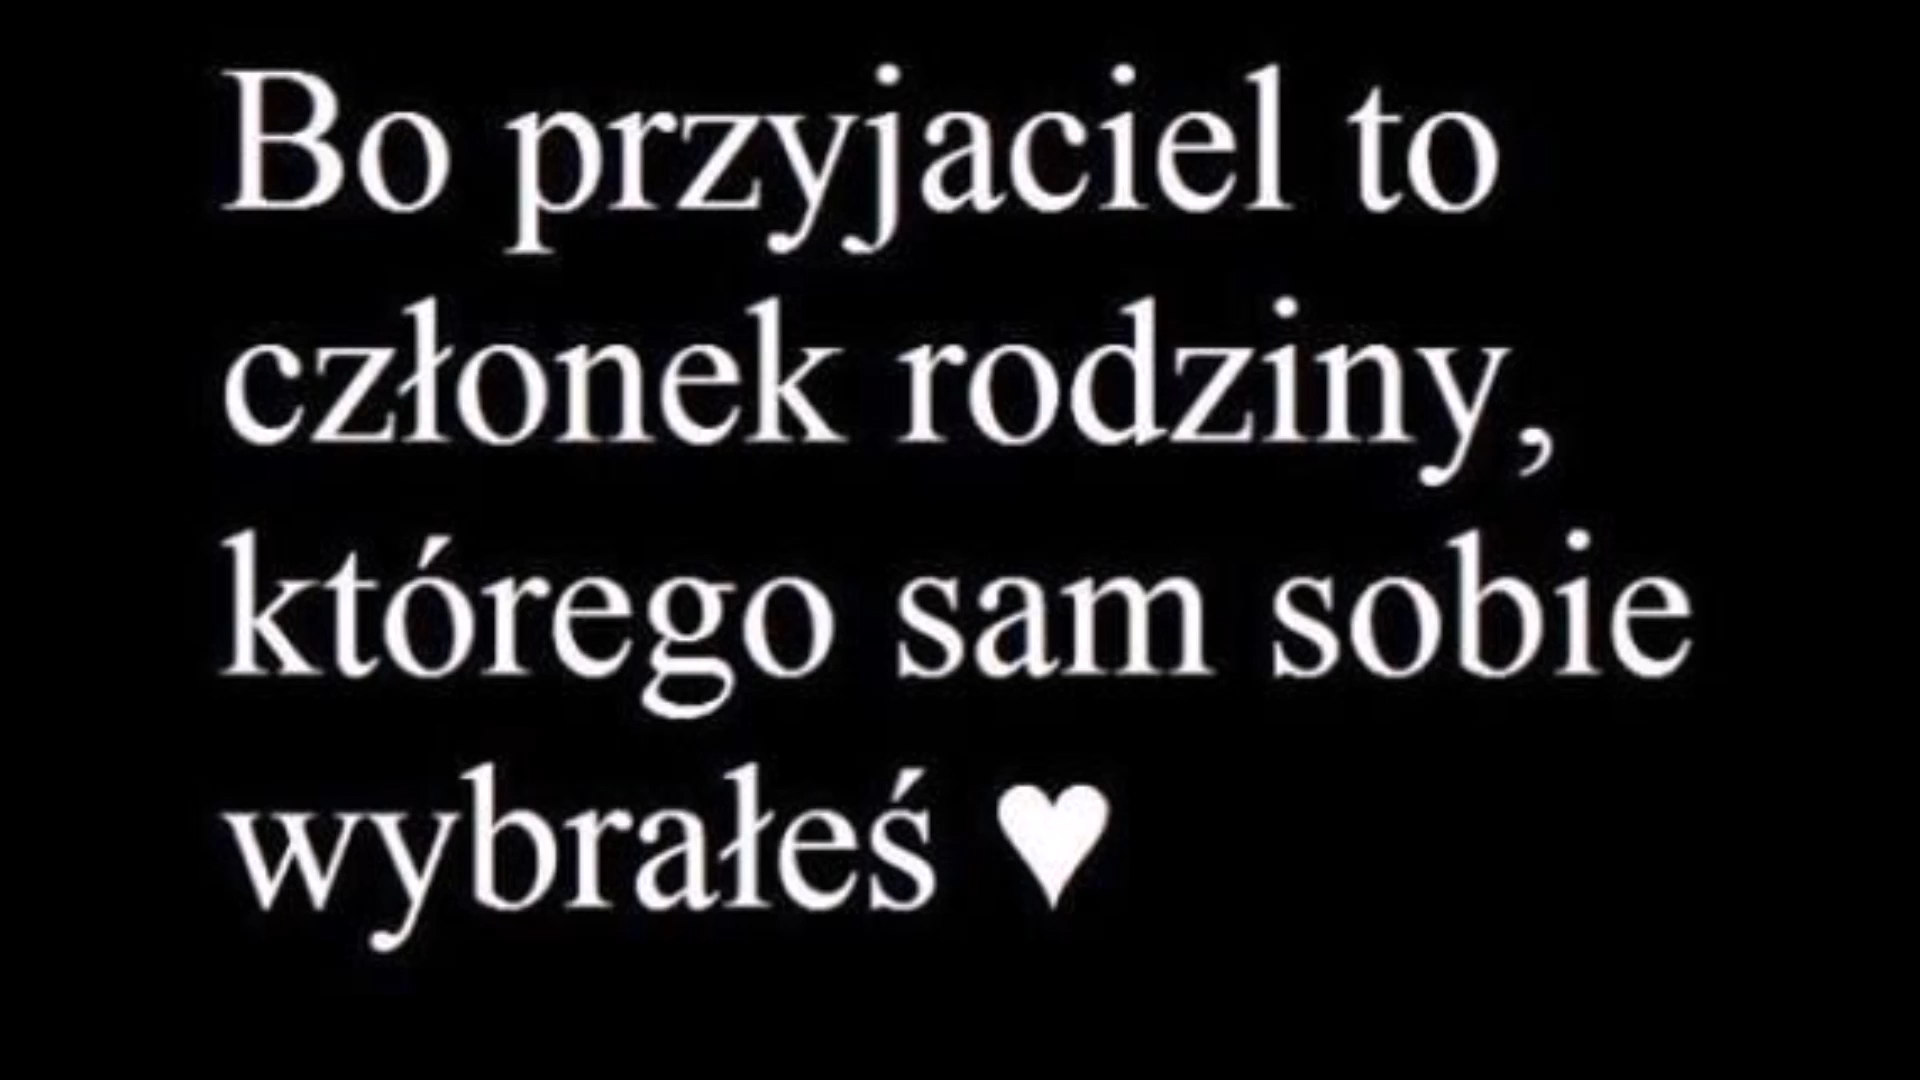 Bo przyjaciel to
członek rodziny,
którego sam sobie
wybrałeś ♥